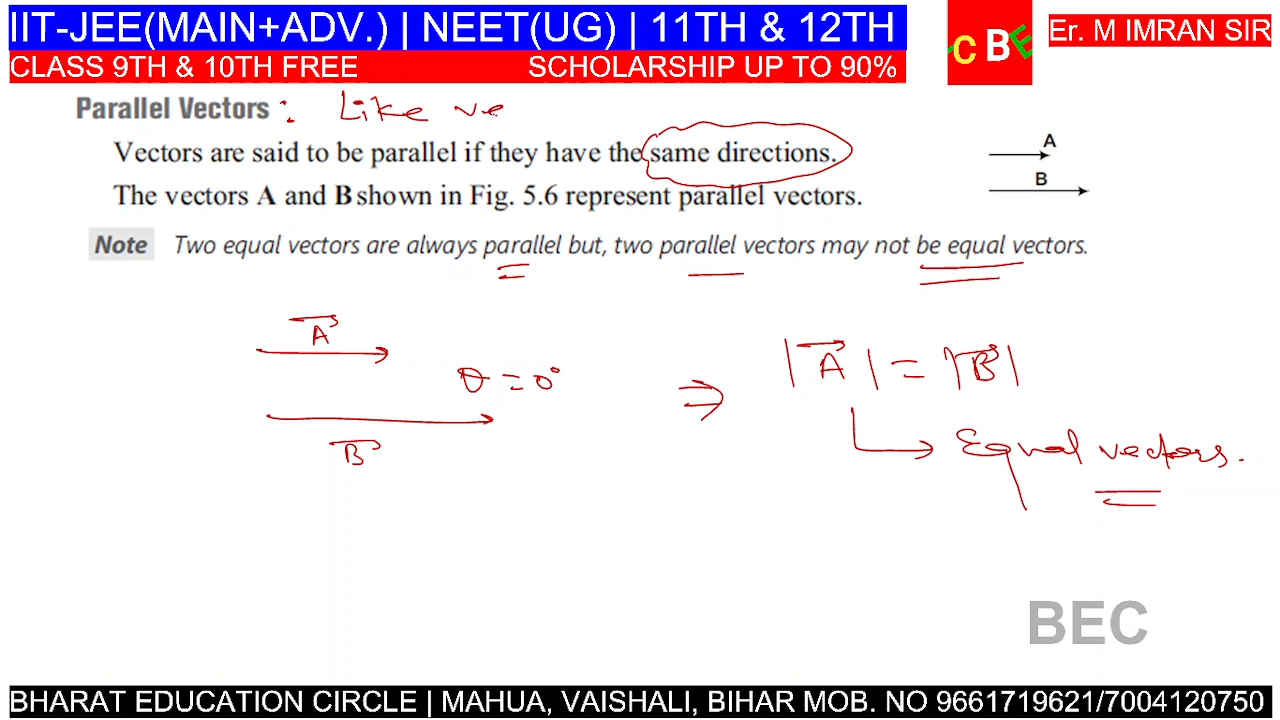 IIT-JEE(MAIN+ADV.) | NEET(UG) | 11TH & 12TH
CLASS 9TH & 10TH FREE SCHOLARSHIP UP TO 90%
CBE
Er. M IMRAN SIR
Parallel Vectors : Like ve
Vectors are said to be parallel if they have the same directions.
The vectors A and B shown in Fig. 5.6 represent parallel vectors.
A
B
Note Two equal vectors are always parallel but, two parallel vectors may not be equal vectors.
A
θ = 0°
B
⇒ |A| = |B|
Equal vectors.
BEC
BHARAT EDUCATION CIRCLE | MAHUA, VAISHALI, BIHAR MOB. NO 9661719621/7004120750